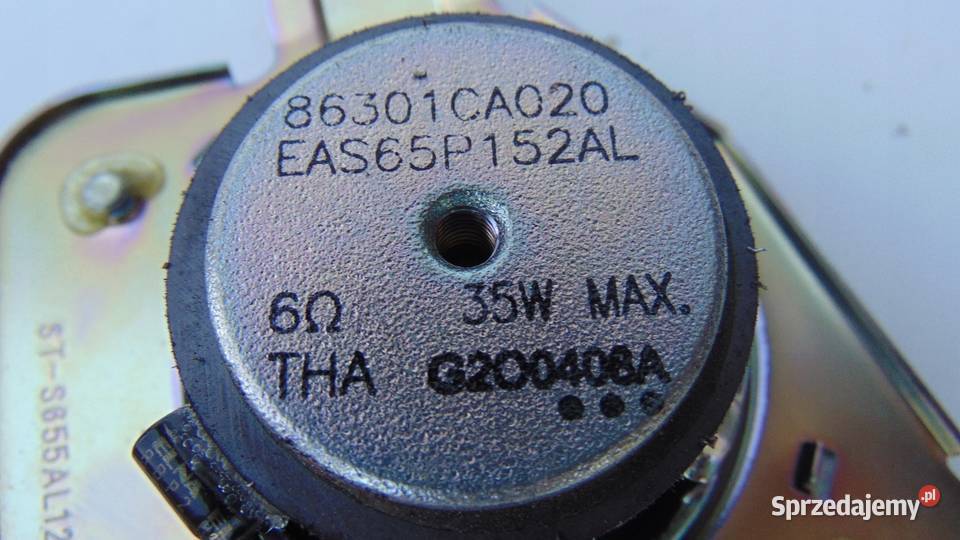 86301CA020
EAS65P152AL
6Ω 35W MAX.
THA G200408A
ST-S655AL12
Sprzedajemy.pl